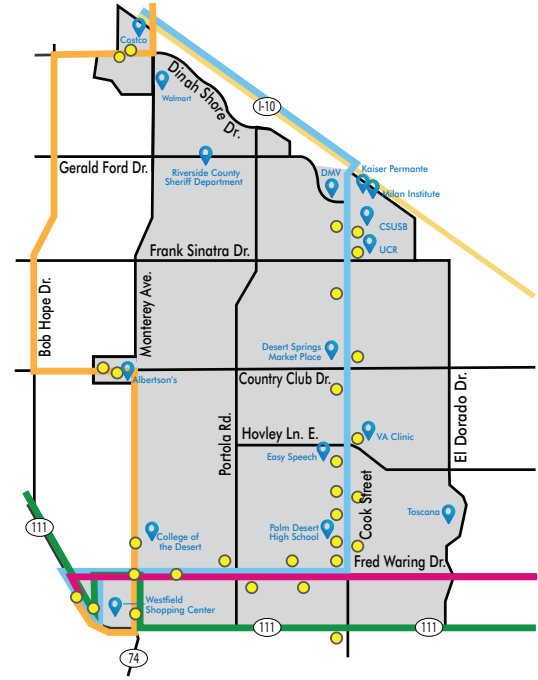 Costco
Dinah Shore Dr.
Walmart
I-10
Gerald Ford Dr.
Riverside County
Sheriff Department
DMV
Kaiser Permante
Milan Institute
CSUSB
UCR
Frank Sinatra Dr.
Bob Hope Dr.
Monterey Ave.
Desert Springs
Market Place
Albertson's
Country Club Dr.
El Dorado Dr.
Portola Rd.
Hovley Ln. E.
VA Clinic
Easy Speech
Cook Street
Toscana
111
College of
the Desert
Palm Desert
High School
Fred Waring Dr.
Westfield
Shopping Center
111
111
74